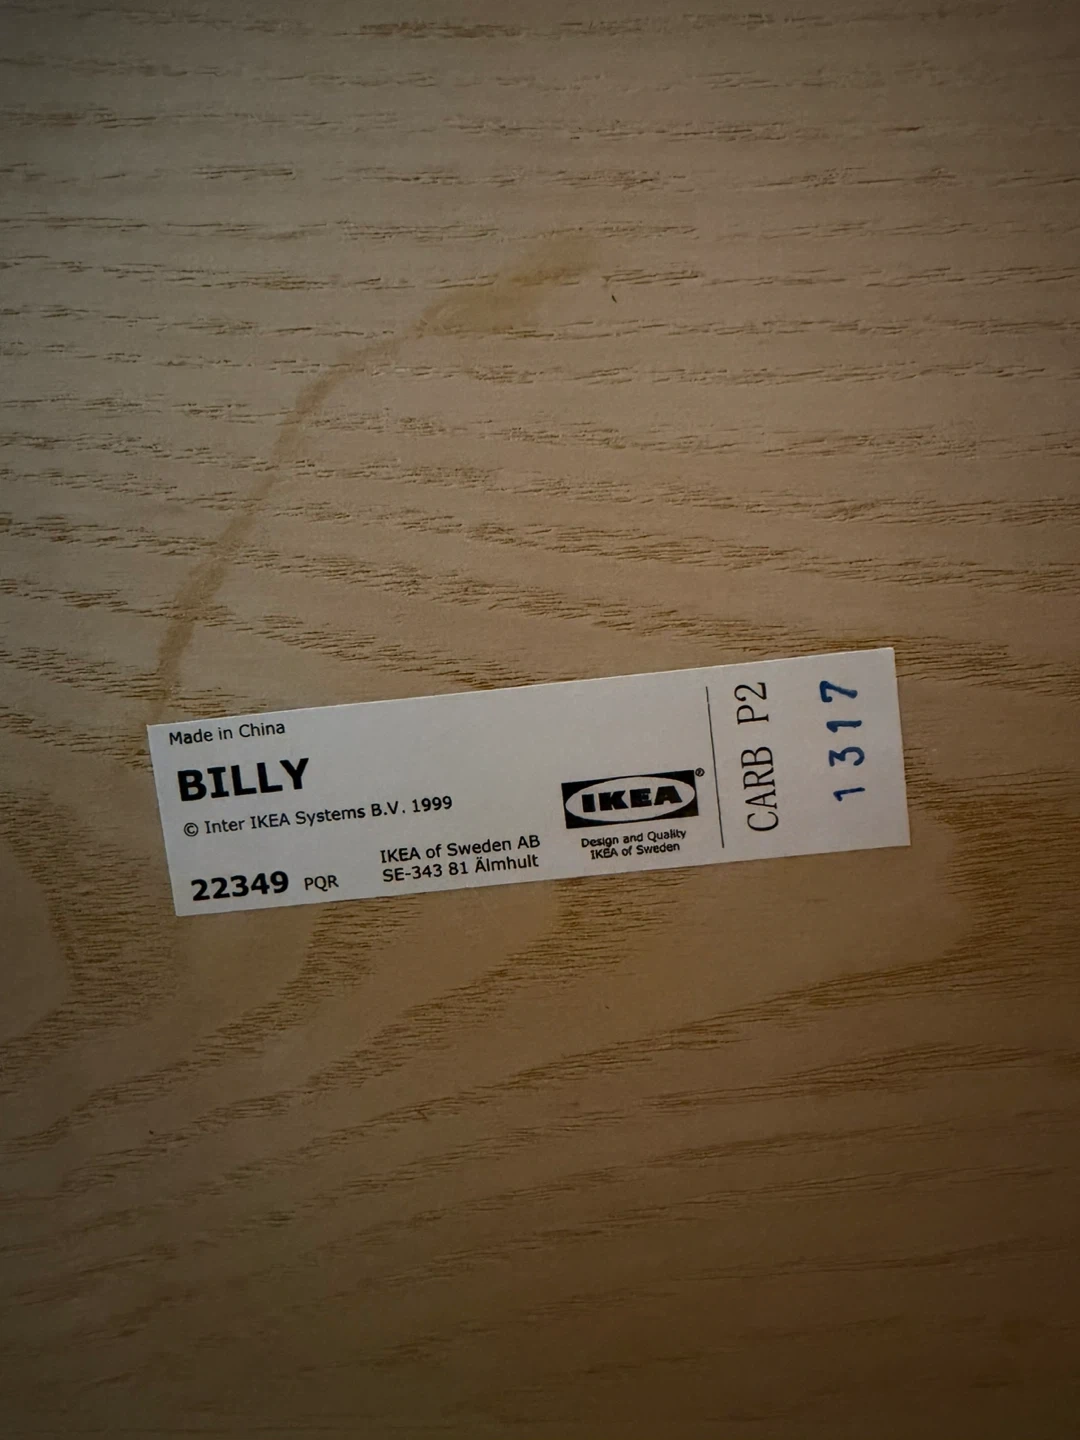 Made in China
BILLY
© Inter IKEA Systems B.V. 1999
22349 PQR
IKEA of Sweden AB
SE-343 81 Älmhult
IKEA®
Design and Quality
IKEA of Sweden
CARB P2
1317